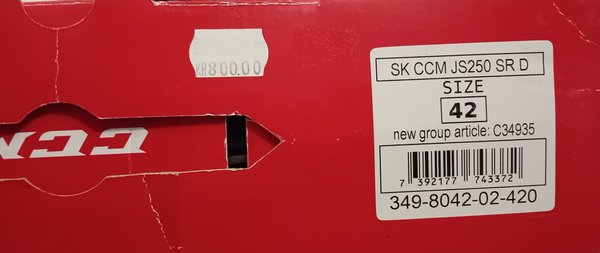 KR800.00
SK CCM JS250 SR D
SIZE
42
new group article: C34935
7 392177 743372
349-8042-02-420
CCM